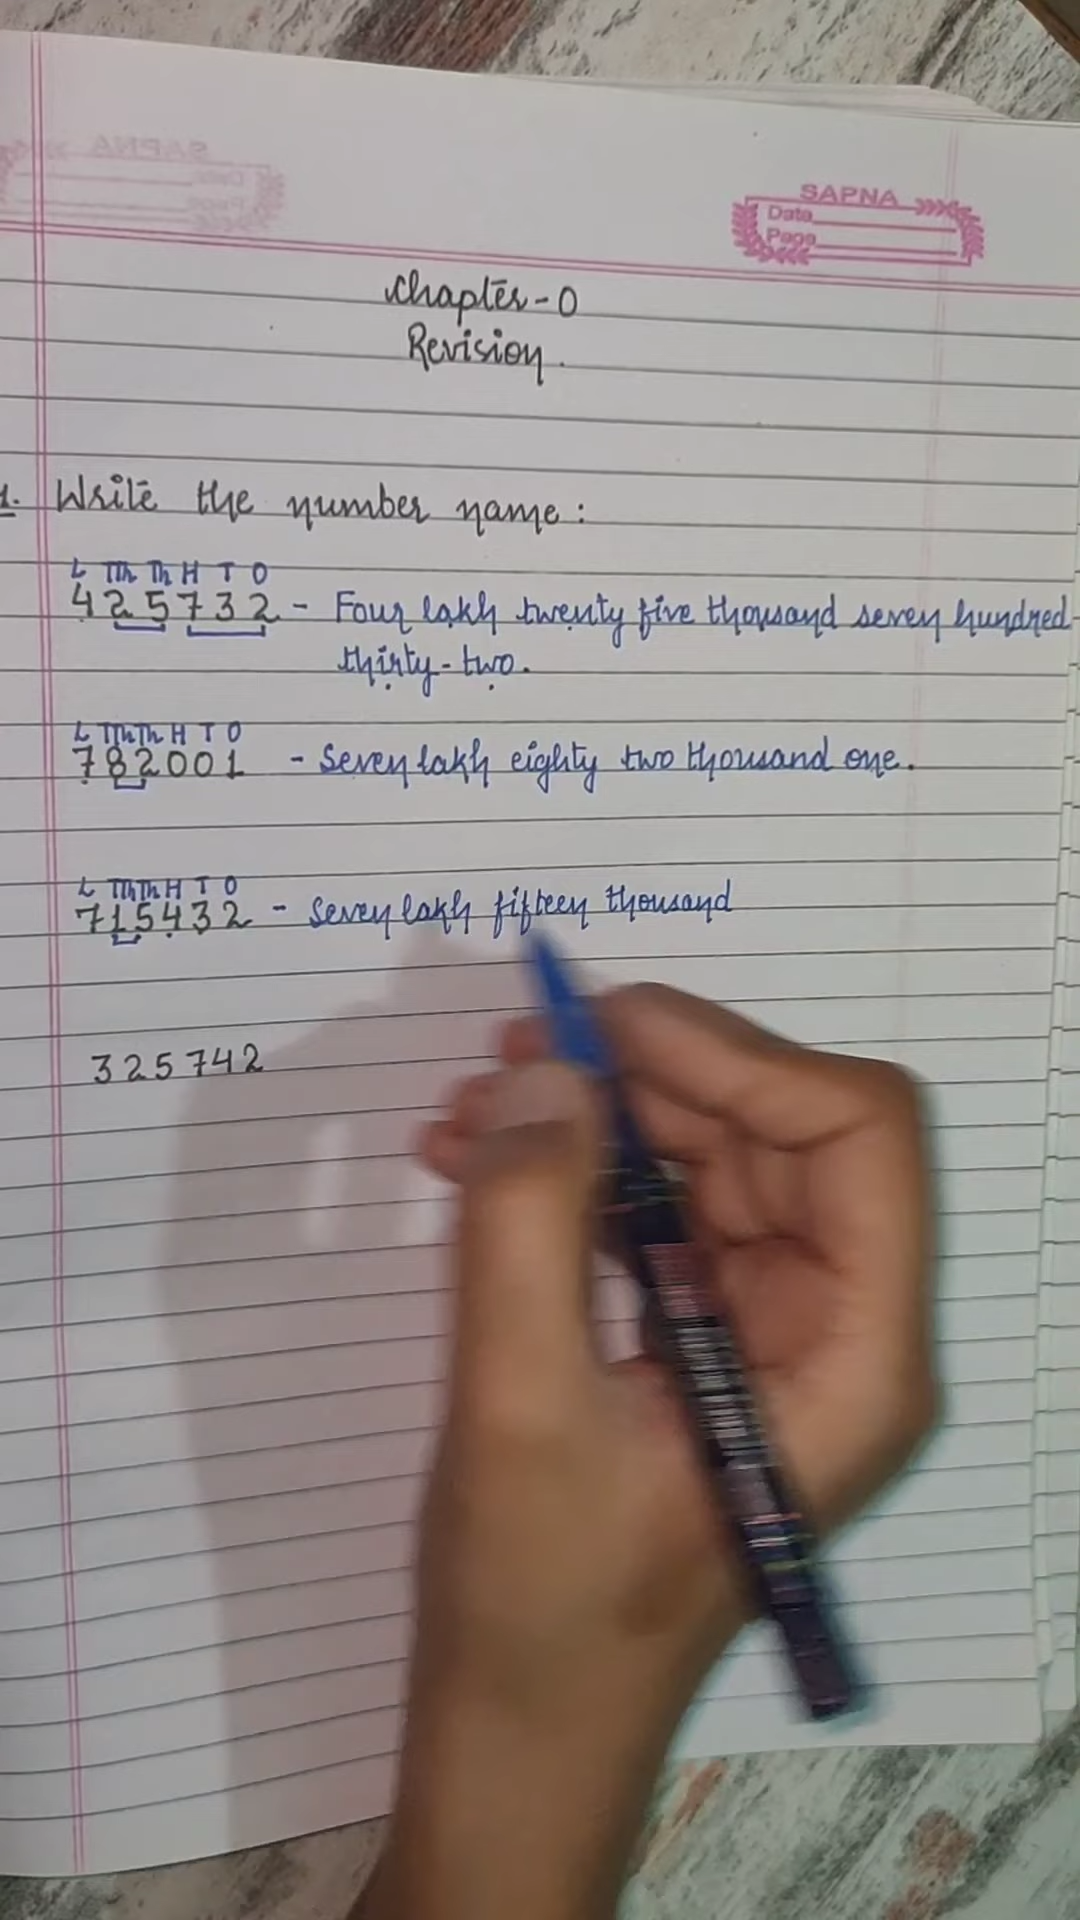 SAPNA
SAPNA
Date
Page
Chapter-0
Revision.
1. Write the number name:
L TTh Th H T O
425732 - Four lakh twenty five thousand seven hundred
thirty-two.
L TTh Th H T O
782001 - Seven lakh eighty two thousand one.
L TTh Th H T O
715432 - Seven lakh fifteen thousand
325742